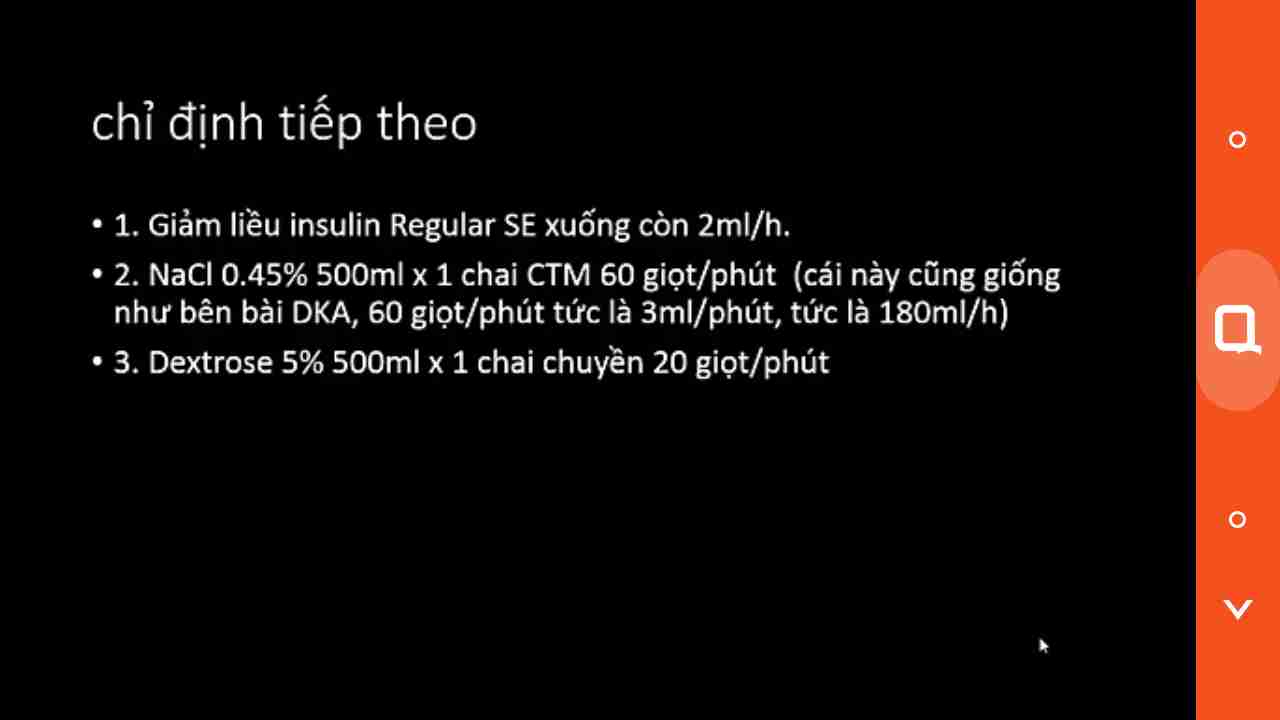 chỉ định tiếp theo
• 1. Giảm liều insulin Regular SE xuống còn 2ml/h.
• 2. NaCl 0.45% 500ml x 1 chai CTM 60 giọt/phút (cái này cũng giống
như bên bài DKA, 60 giọt/phút tức là 3ml/phút, tức là 180ml/h)
• 3. Dextrose 5% 500ml x 1 chai chuyền 20 giọt/phút